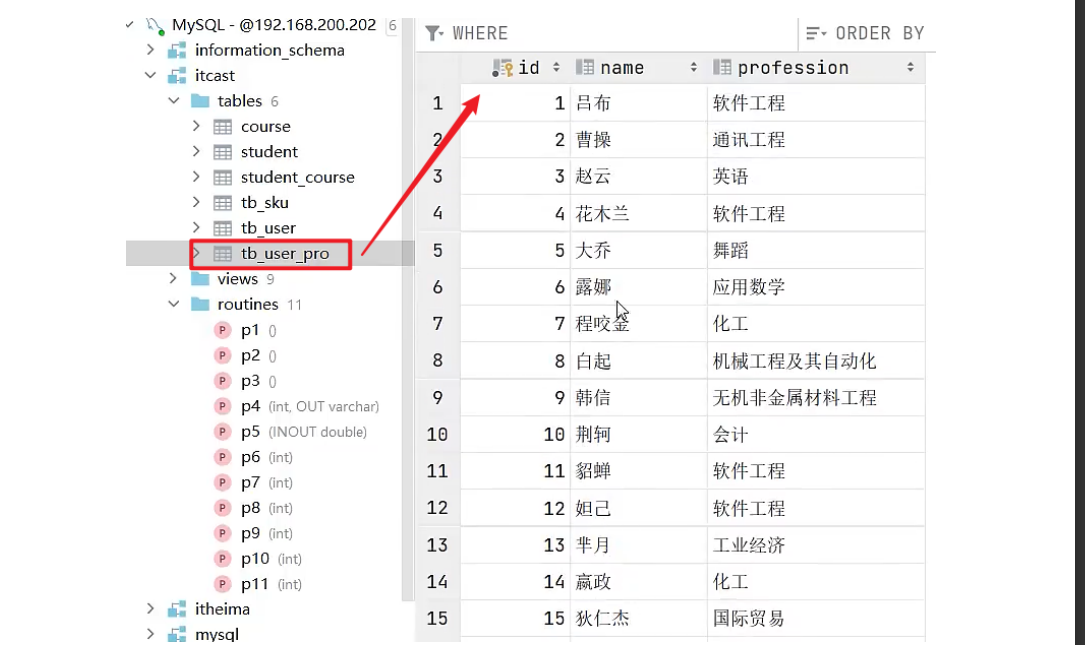 MySQL - @192.168.200.202 6
information_schema
itcast
tables 6
course
student
student_course
tb_sku
tb_user
tb_user_pro
views 9
routines 11
P p1 ()
P p2 ()
P p3 ()
P p4 (int, OUT varchar)
P p5 (INOUT double)
P p6 (int)
P p7 (int)
P p8 (int)
P p9 (int)
P p10 (int)
P p11 (int)
itheima
mysql
WHERE ORDER BY
id name profession
1 1 吕布 软件工程
2 2 曹操 通讯工程
3 3 赵云 英语
4 4 花木兰 软件工程
5 5 大乔 舞蹈
6 6 露娜 应用数学
7 7 程咬金 化工
8 8 白起 机械工程及其自动化
9 9 韩信 无机非金属材料工程
10 10 荆轲 会计
11 11 貂蝉 软件工程
12 12 妲己 软件工程
13 13 芈月 工业经济
14 14 嬴政 化工
15 15 狄仁杰 国际贸易